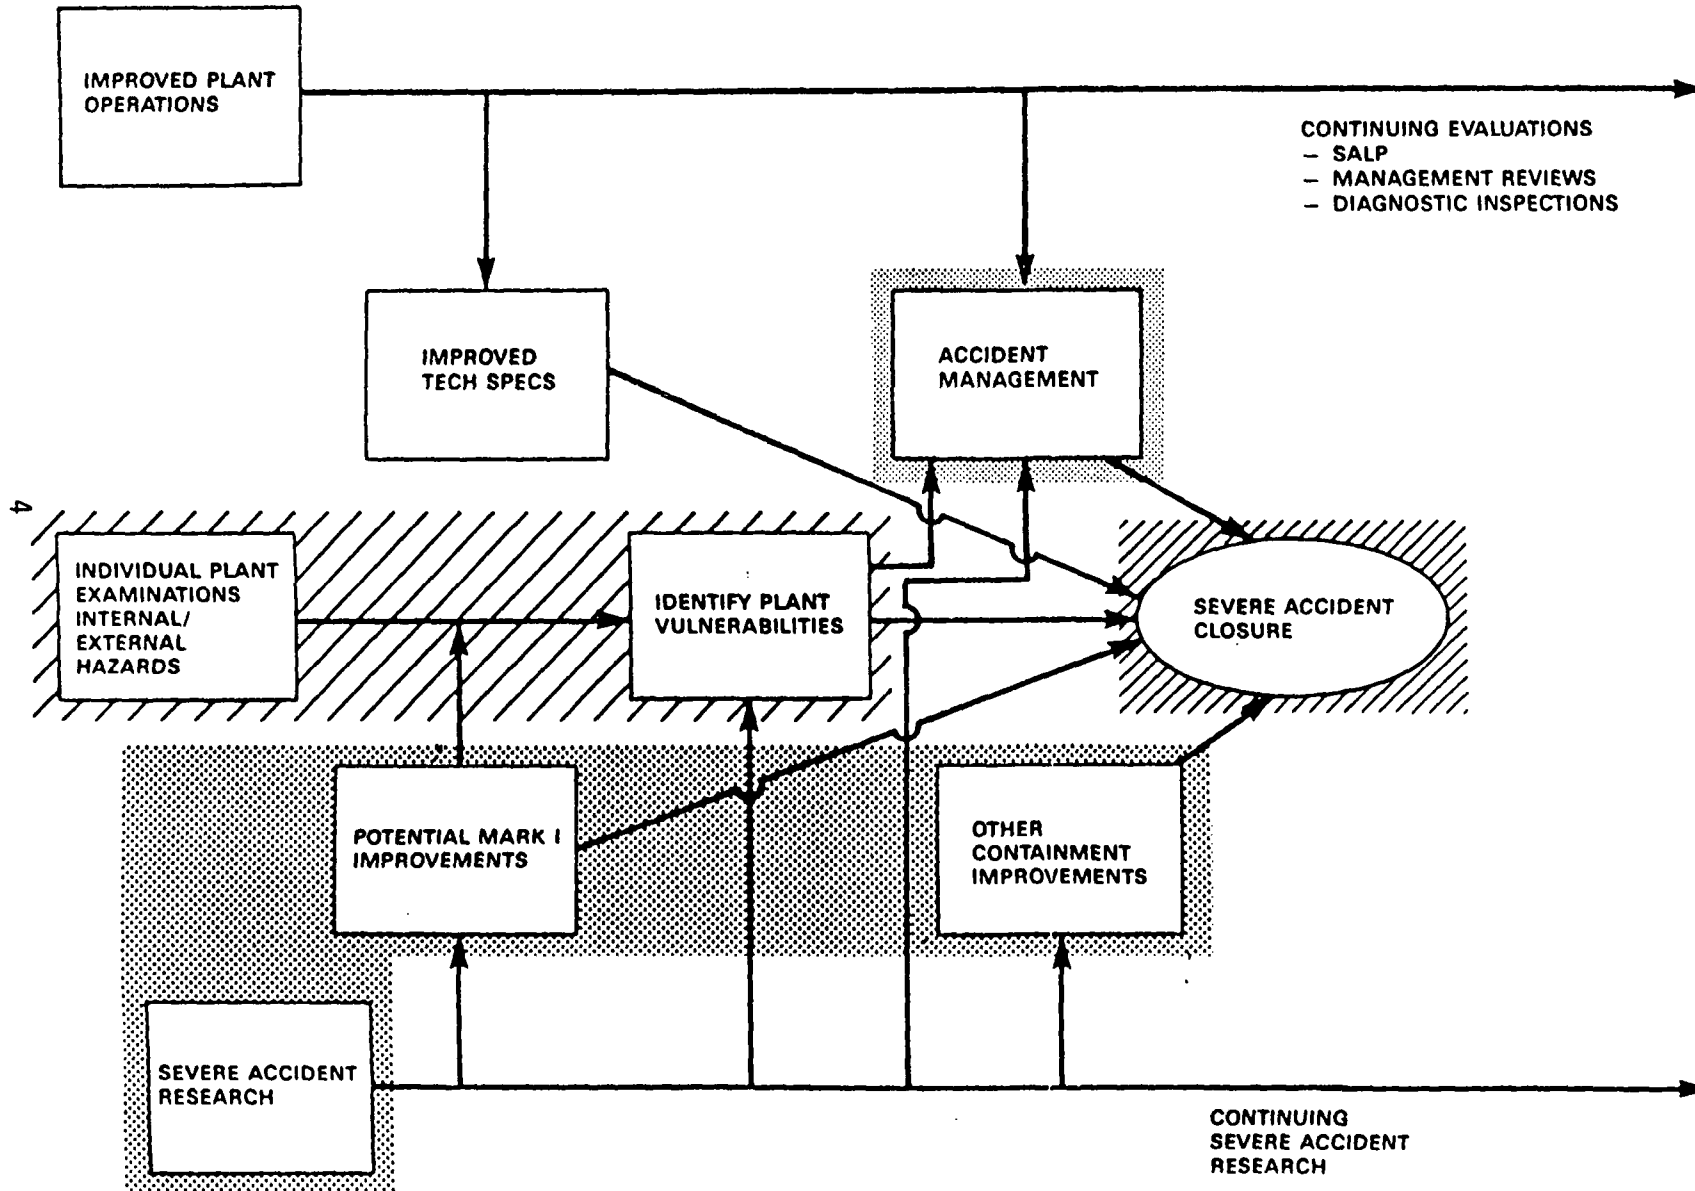 IMPROVED PLANT
OPERATIONS
CONTINUING EVALUATIONS
– SALP
– MANAGEMENT REVIEWS
– DIAGNOSTIC INSPECTIONS
IMPROVED
TECH SPECS
ACCIDENT
MANAGEMENT
4
INDIVIDUAL PLANT
EXAMINATIONS
INTERNAL/
EXTERNAL
HAZARDS
IDENTIFY PLANT
VULNERABILITIES
SEVERE ACCIDENT
CLOSURE
POTENTIAL MARK I
IMPROVEMENTS
OTHER
CONTAINMENT
IMPROVEMENTS
SEVERE ACCIDENT
RESEARCH
CONTINUING
SEVERE ACCIDENT
RESEARCH